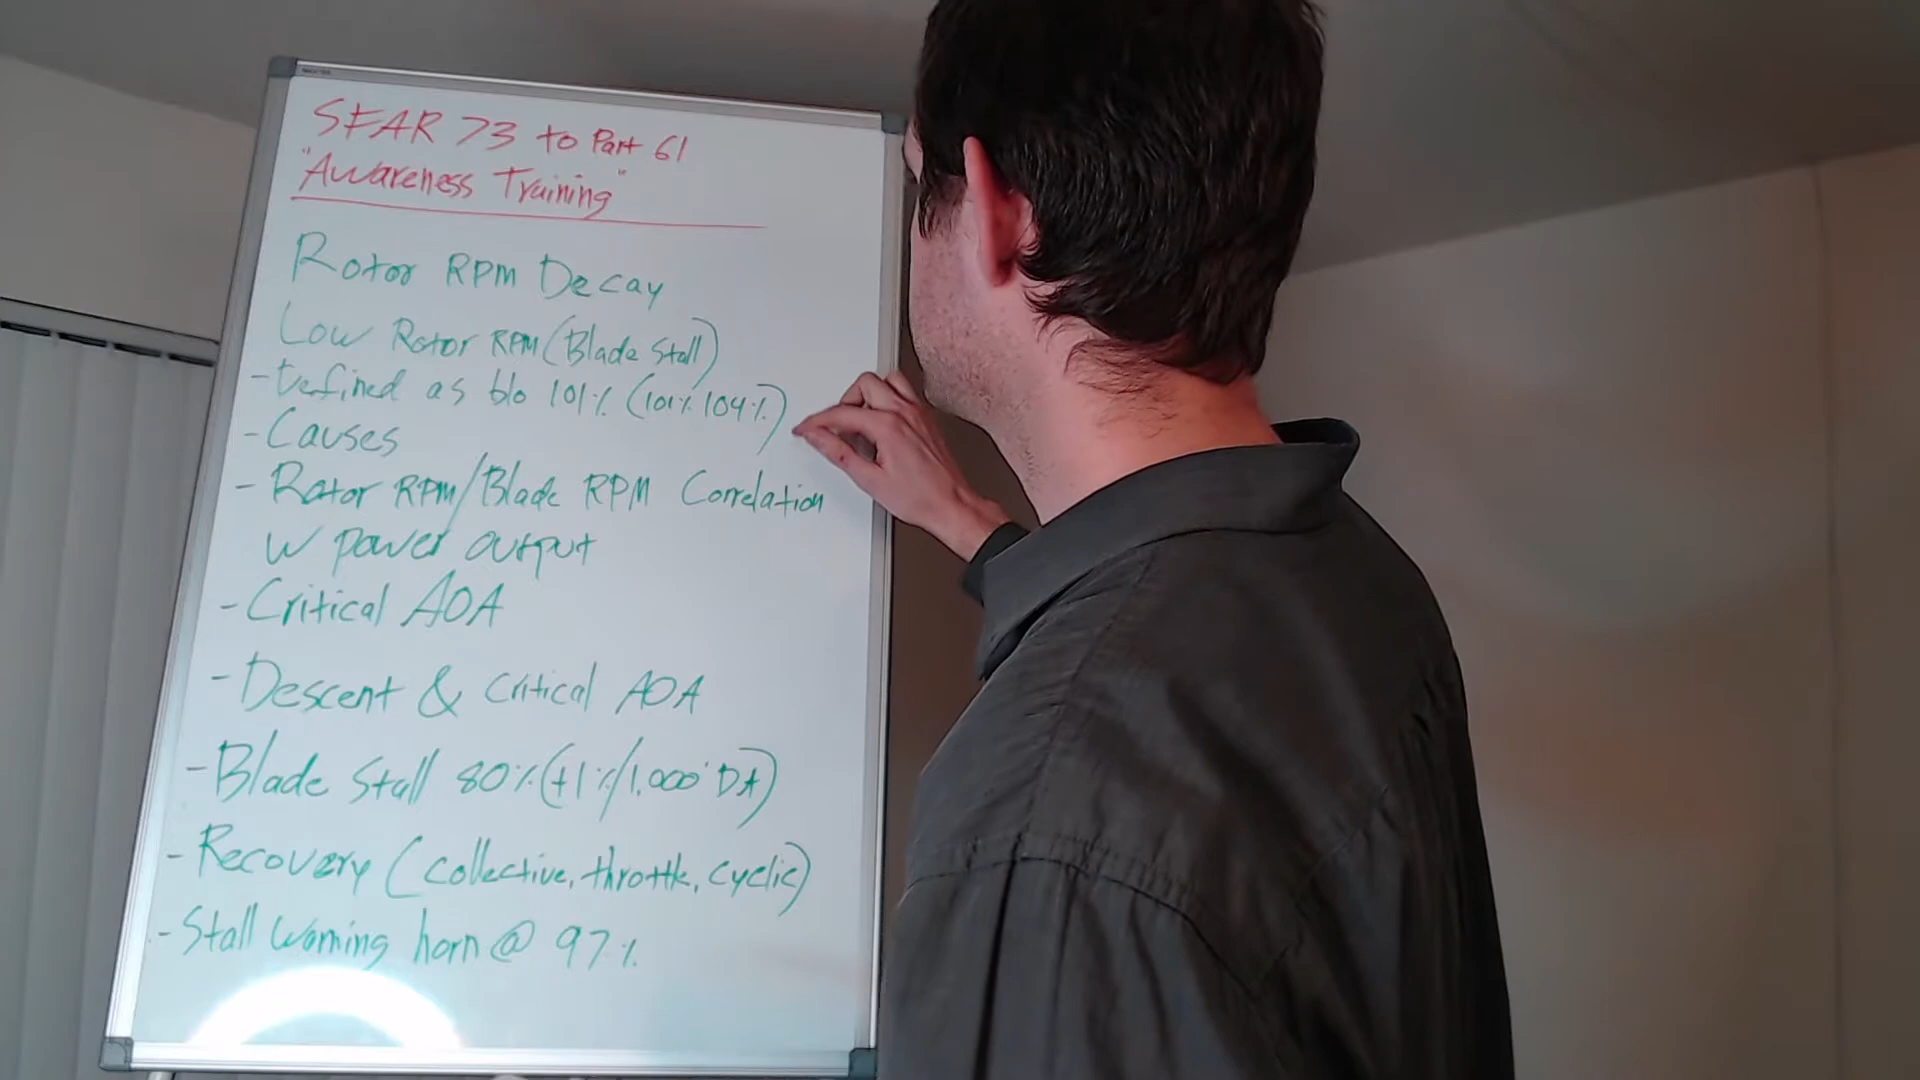 SFAR 73 to Part 61
"Awareness Training"
Rotor RPM Decay
Low Rotor RPM (Blade Stall)
- Defined as blo 101% (101% 104%)
- Causes
- Rotor RPM/Blade RPM Correlation
w power output
- Critical AOA
- Descent & Critical AOA
- Blade Stall 80% (+1%/1,000' DA)
- Recovery (collective, throttle, cyclic)
- Stall warning horn @ 97%